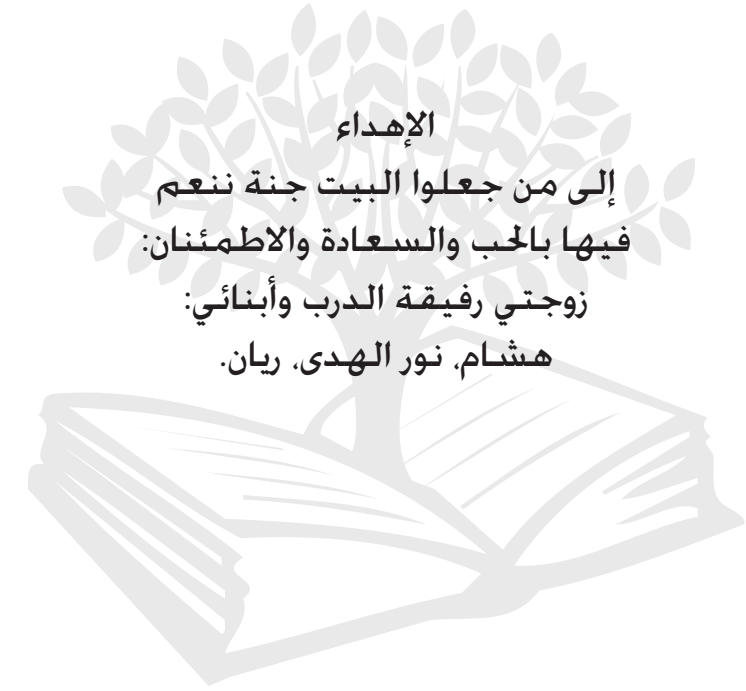 الإهداء
إلى من جعلوا البيت جنة ننعم
فيها بالحب والسعادة والاطمئنان:
زوجتي رفيقة الدرب وأبنائي:
هشام، نور الهدى، ريان.